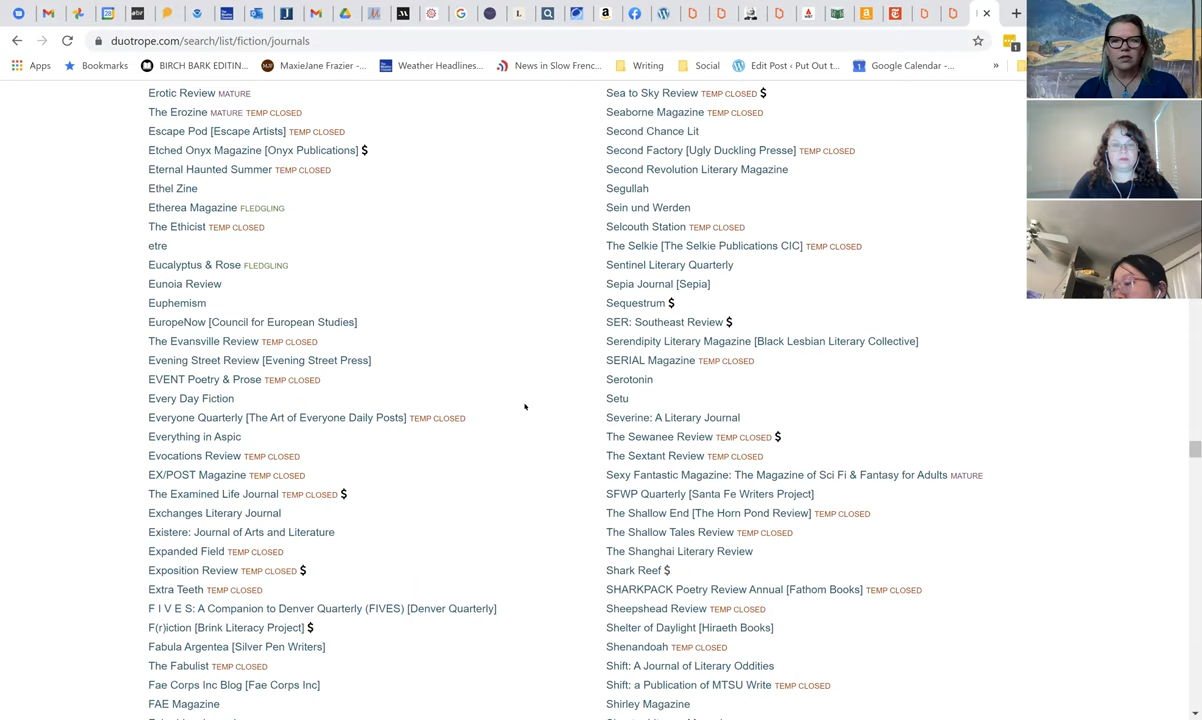 duotrope.com/search/list/fiction/journals
Apps
Bookmarks
BIRCH BARK EDITIN...
MaxieJane Frazier -...
Weather Headlines...
News in Slow Frenc...
Writing
Social
Edit Post ‹ Put Out t...
Google Calendar -...
»
Erotic Review MATURE
The Erozine MATURE TEMP CLOSED
Escape Pod [Escape Artists] TEMP CLOSED
Etched Onyx Magazine [Onyx Publications] $
Eternal Haunted Summer TEMP CLOSED
Ethel Zine
Etherea Magazine FLEDGLING
The Ethicist TEMP CLOSED
etre
Eucalyptus & Rose FLEDGLING
Eunoia Review
Euphemism
EuropeNow [Council for European Studies]
The Evansville Review TEMP CLOSED
Evening Street Review [Evening Street Press]
EVENT Poetry & Prose TEMP CLOSED
Every Day Fiction
Everyone Quarterly [The Art of Everyone Daily Posts] TEMP CLOSED
Everything in Aspic
Evocations Review TEMP CLOSED
EX/POST Magazine TEMP CLOSED
The Examined Life Journal TEMP CLOSED $
Exchanges Literary Journal
Existere: Journal of Arts and Literature
Expanded Field TEMP CLOSED
Exposition Review TEMP CLOSED $
Extra Teeth TEMP CLOSED
F I V E S: A Companion to Denver Quarterly (FIVES) [Denver Quarterly]
F(r)iction [Brink Literacy Project] $
Fabula Argentea [Silver Pen Writers]
The Fabulist TEMP CLOSED
Fae Corps Inc Blog [Fae Corps Inc]
FAE Magazine
Sea to Sky Review TEMP CLOSED $
Seaborne Magazine TEMP CLOSED
Second Chance Lit
Second Factory [Ugly Duckling Presse] TEMP CLOSED
Second Revolution Literary Magazine
Segullah
Sein und Werden
Selcouth Station TEMP CLOSED
The Selkie [The Selkie Publications CIC] TEMP CLOSED
Sentinel Literary Quarterly
Sepia Journal [Sepia]
Sequestrum $
SER: Southeast Review $
Serendipity Literary Magazine [Black Lesbian Literary Collective]
SERIAL Magazine TEMP CLOSED
Serotonin
Setu
Severine: A Literary Journal
The Sewanee Review TEMP CLOSED $
The Sextant Review TEMP CLOSED
Sexy Fantastic Magazine: The Magazine of Sci Fi & Fantasy for Adults MATURE
SFWP Quarterly [Santa Fe Writers Project]
The Shallow End [The Horn Pond Review] TEMP CLOSED
The Shallow Tales Review TEMP CLOSED
The Shanghai Literary Review
Shark Reef $
SHARKPACK Poetry Review Annual [Fathom Books] TEMP CLOSED
Sheepshead Review TEMP CLOSED
Shelter of Daylight [Hiraeth Books]
Shenandoah TEMP CLOSED
Shift: A Journal of Literary Oddities
Shift: a Publication of MTSU Write TEMP CLOSED
Shirley Magazine